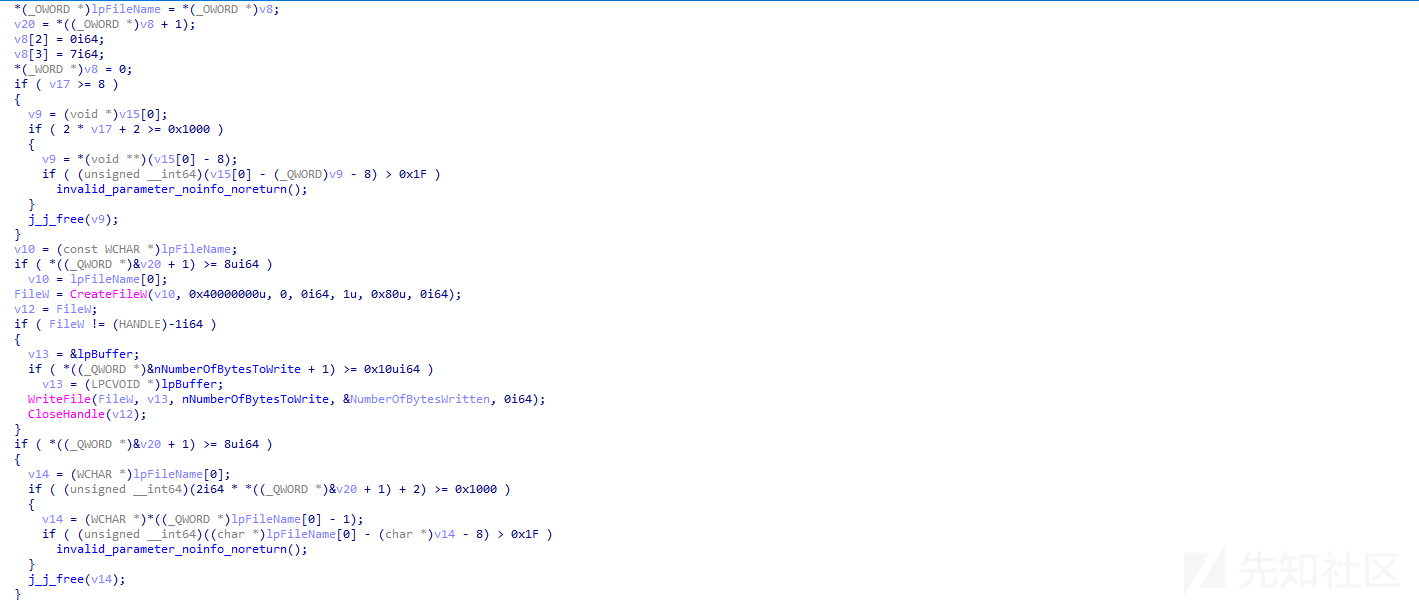 *(_OWORD *)lpFileName = *(_OWORD *)v8;
v20 = *((_OWORD *)v8 + 1);
v8[2] = 0i64;
v8[3] = 7i64;
*(_WORD *)v8 = 0;
if ( v17 >= 8 )
{
  v9 = (void *)v15[0];
  if ( 2 * v17 + 2 >= 0x1000 )
  {
    v9 = *(void **)(v15[0] - 8);
    if ( (unsigned __int64)(v15[0] - (_QWORD)v9 - 8) > 0x1F )
      invalid_parameter_noinfo_noreturn();
  }
  j_j_free(v9);
}
v10 = (const WCHAR *)lpFileName;
if ( *((_QWORD *)&v20 + 1) >= 8ui64 )
  v10 = lpFileName[0];
FileW = CreateFileW(v10, 0x40000000u, 0, 0i64, 1u, 0x80u, 0i64);
v12 = FileW;
if ( FileW != (HANDLE)-1i64 )
{
  v13 = &lpBuffer;
  if ( *((_QWORD *)&nNumberOfBytesToWrite + 1) >= 0x10ui64 )
    v13 = (LPCVOID *)lpBuffer;
  WriteFile(FileW, v13, nNumberOfBytesToWrite, &NumberOfBytesWritten, 0i64);
  CloseHandle(v12);
}
if ( *((_QWORD *)&v20 + 1) >= 8ui64 )
{
  v14 = (WCHAR *)lpFileName[0];
  if ( (unsigned __int64)(2i64 * *((_QWORD *)&v20 + 1) + 2) >= 0x1000 )
  {
    v14 = (WCHAR *)*((_QWORD *)lpFileName[0] - 1);
    if ( (unsigned __int64)((char *)lpFileName[0] - (char *)v14 - 8) > 0x1F )
      invalid_parameter_noinfo_noreturn();
  }
  j_j_free(v14);
}
先知社区